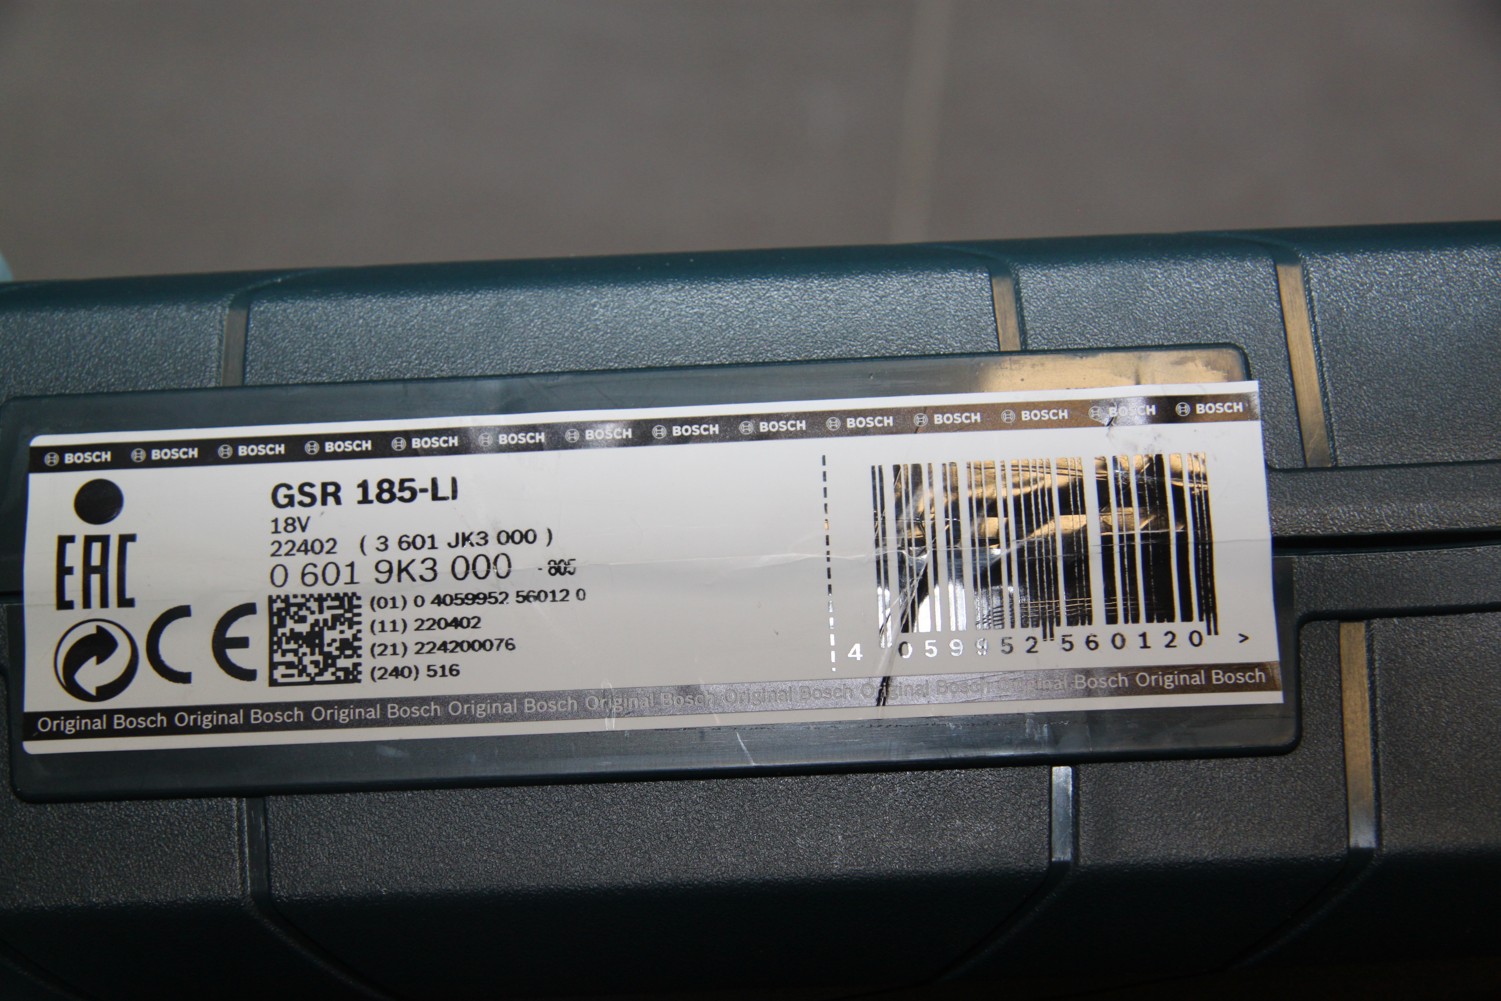 BOSCH BOSCH BOSCH BOSCH BOSCH BOSCH BOSCH BOSCH BOSCH BOSCH BOSCH BOSCH BOSCH BOSCH
GSR 185-LI
18V
22402 ( 3 601 JK3 000 )
0 601 9K3 000 - 805
EAC
CE
(01) 0 4059952 56012 0
(11) 220402
(21) 224200076
(240) 516
4 059952 560120 >
Original Bosch Original Bosch Original Bosch Original Bosch Original Bosch Original Bosch Original Bosch Original Bosch Original Bosch